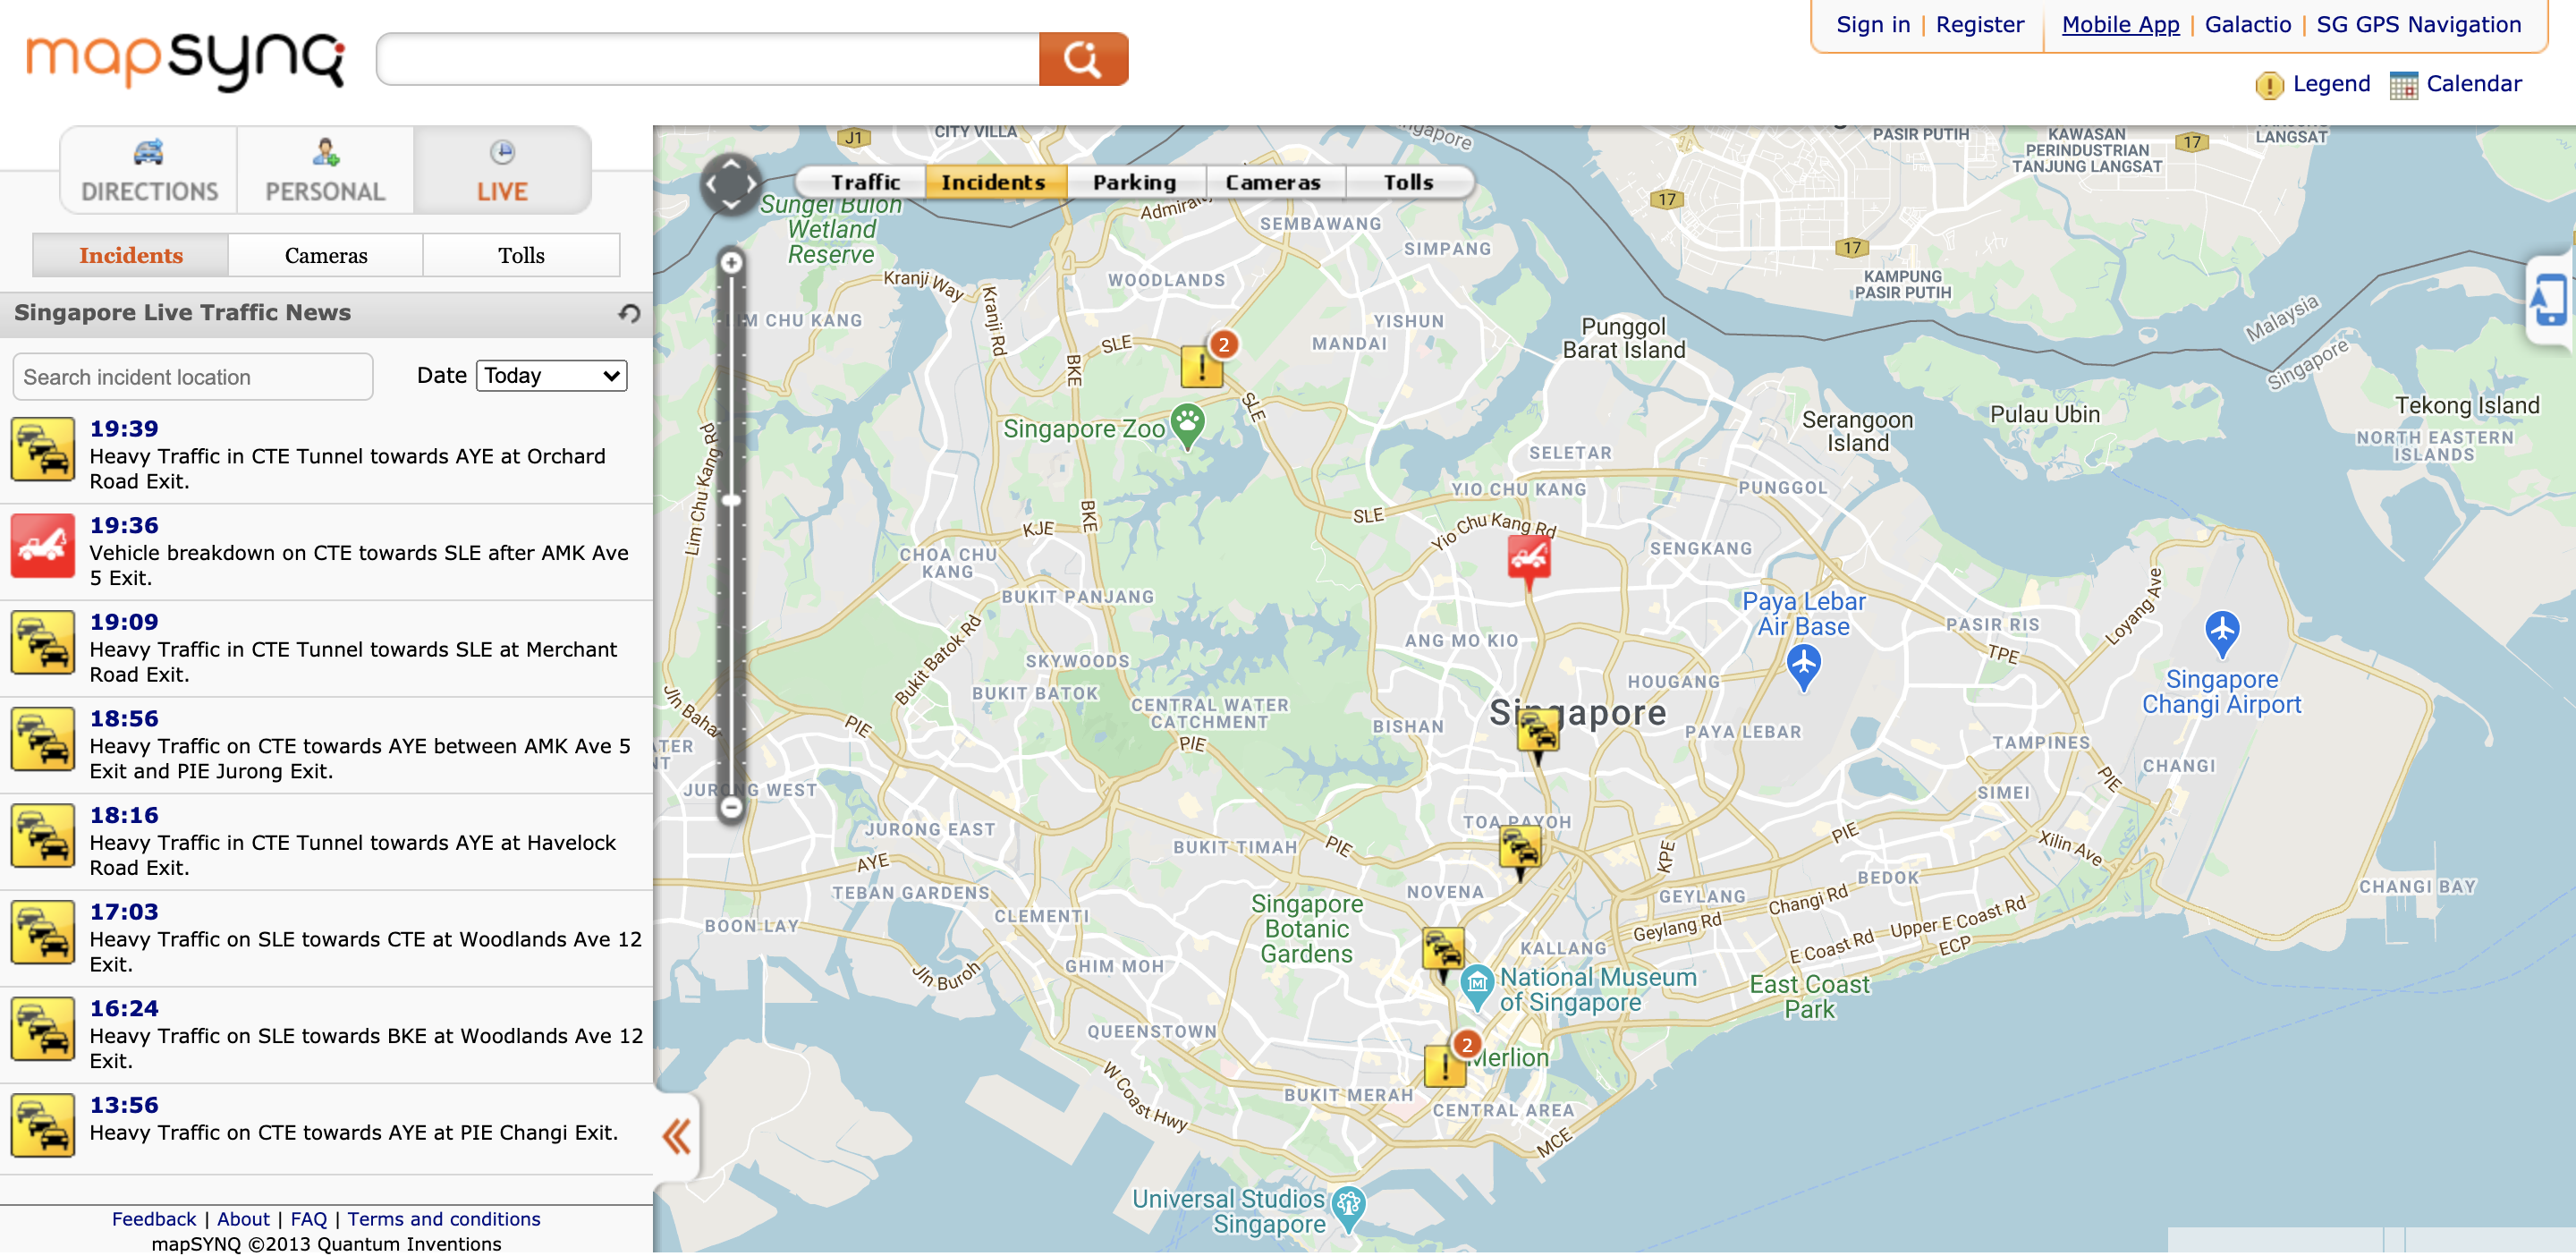 mapsynq
Sign in | Register
Mobile App | Galactio | SG GPS Navigation
Legend
Calendar
DIRECTIONS
PERSONAL
LIVE
Incidents
Cameras
Tolls
Singapore Live Traffic News
Search incident location
Date
Today
19:39
Heavy Traffic in CTE Tunnel towards AYE at Orchard
Road Exit.
19:36
Vehicle breakdown on CTE towards SLE after AMK Ave
5 Exit.
19:09
Heavy Traffic in CTE Tunnel towards SLE at Merchant
Road Exit.
18:56
Heavy Traffic on CTE towards AYE between AMK Ave 5
Exit and PIE Jurong Exit.
18:16
Heavy Traffic in CTE Tunnel towards AYE at Havelock
Road Exit.
17:03
Heavy Traffic on SLE towards CTE at Woodlands Ave 12
Exit.
16:24
Heavy Traffic on SLE towards BKE at Woodlands Ave 12
Exit.
13:56
Heavy Traffic on CTE towards AYE at PIE Changi Exit.
Feedback | About | FAQ | Terms and conditions
mapSYNQ ©2013 Quantum Inventions
Traffic
Incidents
Parking
Cameras
Tolls
J1
CITY VILLA
PASIR PUTIH
KAWASAN
PERINDUSTRIAN
TANJUNG LANGSAT
17
LANGSAT
17
17
KAMPUNG
PASIR PUTIH
Sungei Buloh
Wetland
Reserve
SEMBAWANG
SIMPANG
WOODLANDS
Kranji Way
Kranji Rd
YISHUN
MANDAI
SLE
BKE
2
SLE
Singapore Zoo
Punggol
Barat Island
Malaysia
Singapore
Serangoon
Island
Pulau Ubin
Tekong Island
NORTH EASTERN
ISLANDS
Lim Chu Kang Rd
SELETAR
YIO CHU KANG
PUNGGOL
SLE
Yio Chu Kang Rd
KJE
BKE
CHOA CHU
KANG
SENGKANG
BUKIT PANJANG
Paya Lebar
Air Base
PASIR RIS
Loyang Ave
TPE
ANG MO KIO
SKYWOODS
Bukit Batok Rd
BUKIT BATOK
HOUGANG
Singapore
Changi Airport
CENTRAL WATER
CATCHMENT
BISHAN
Singapore
PAYA LEBAR
TAMPINES
CHANGI
PIE
PIE
PIE
SIMEI
JURONG WEST
JURONG EAST
TOA PAYOH
BUKIT TIMAH
PIE
PIE
Xilin Ave
AYE
KPE
TEBAN GARDENS
NOVENA
GEYLANG
BEDOK
CHANGI BAY
CLEMENTI
Singapore
Botanic
Gardens
Changi Rd
Geylang Rd
Upper E Coast Rd
E Coast Rd
ECP
BOON LAY
KALLANG
GHIM MOH
Jln Buroh
National Museum
of Singapore
East Coast
Park
QUEENSTOWN
2
Merlion
W Coast Hwy
BUKIT MERAH
CENTRAL AREA
MCE
Universal Studios
Singapore